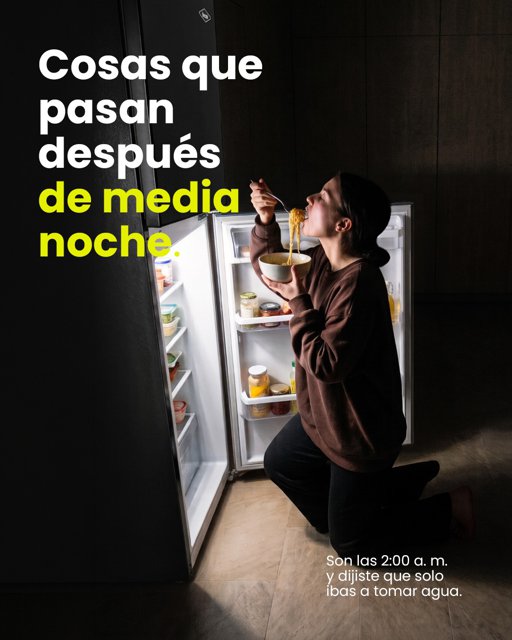 Cosas que
pasan
después
de media
noche.
Son las 2:00 a. m.
y dijiste que solo
ibas a tomar agua.